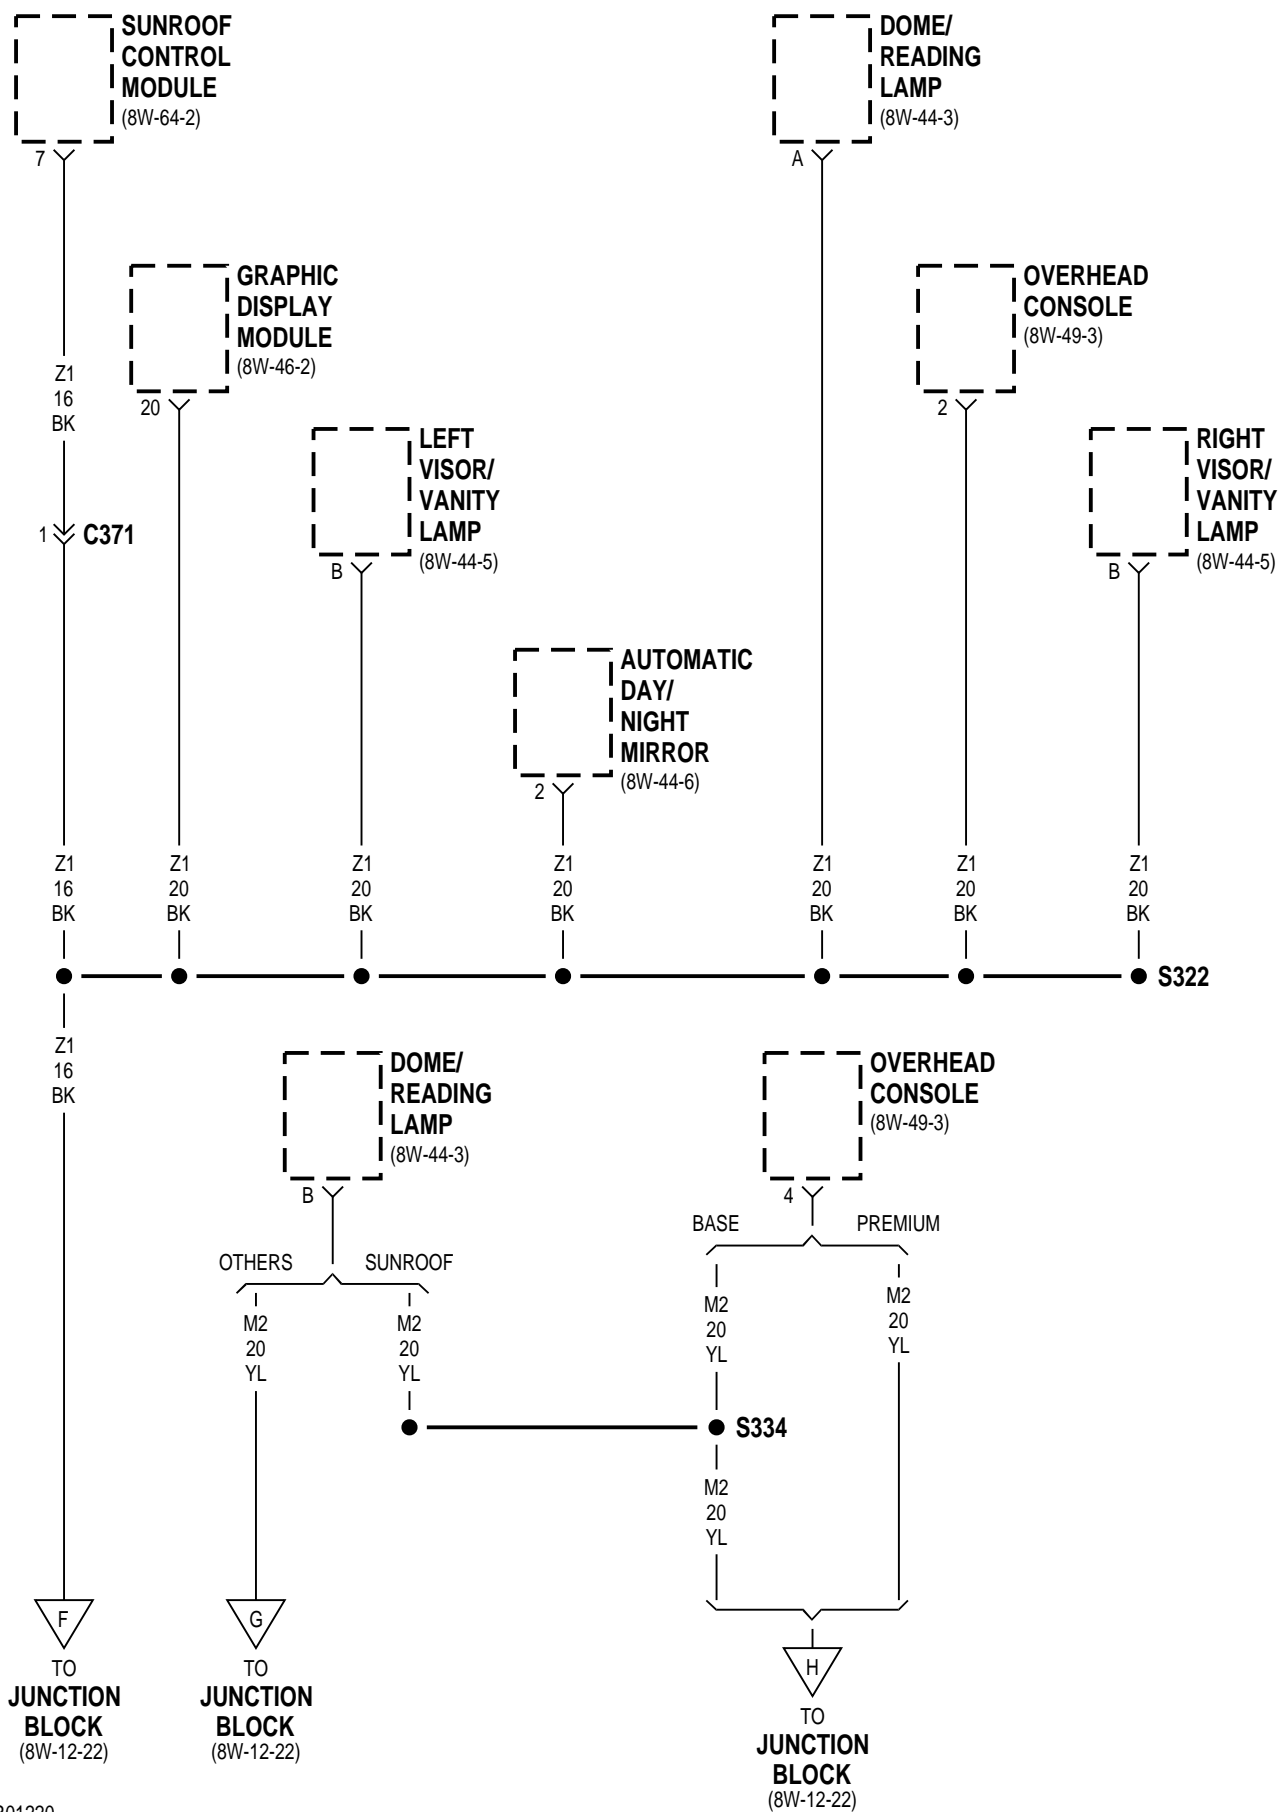 SUNROOF
CONTROL
MODULE
(8W-64-2)
7
DOME/
READING
LAMP
(8W-44-3)
A
GRAPHIC
DISPLAY
MODULE
(8W-46-2)
20
OVERHEAD
CONSOLE
(8W-49-3)
2
Z1
16
BK
LEFT
VISOR/
VANITY
LAMP
(8W-44-5)
B
RIGHT
VISOR/
VANITY
LAMP
(8W-44-5)
B
1
C371
AUTOMATIC
DAY/
NIGHT
MIRROR
(8W-44-6)
2
Z1 Z1 Z1 Z1 Z1 Z1 Z1
16 20 20 20 20 20 20
BK BK BK BK BK BK BK
S322
Z1
16
BK
DOME/
READING
LAMP
(8W-44-3)
B
OVERHEAD
CONSOLE
(8W-49-3)
4
OTHERS SUNROOF
BASE PREMIUM
M2 M2
20 20
YL YL
M2 M2
20 20
YL YL
S334
M2
20
YL
F
TO
JUNCTION
BLOCK
(8W-12-22)
G
TO
JUNCTION
BLOCK
(8W-12-22)
H
TO
JUNCTION
BLOCK
(8W-12-22)